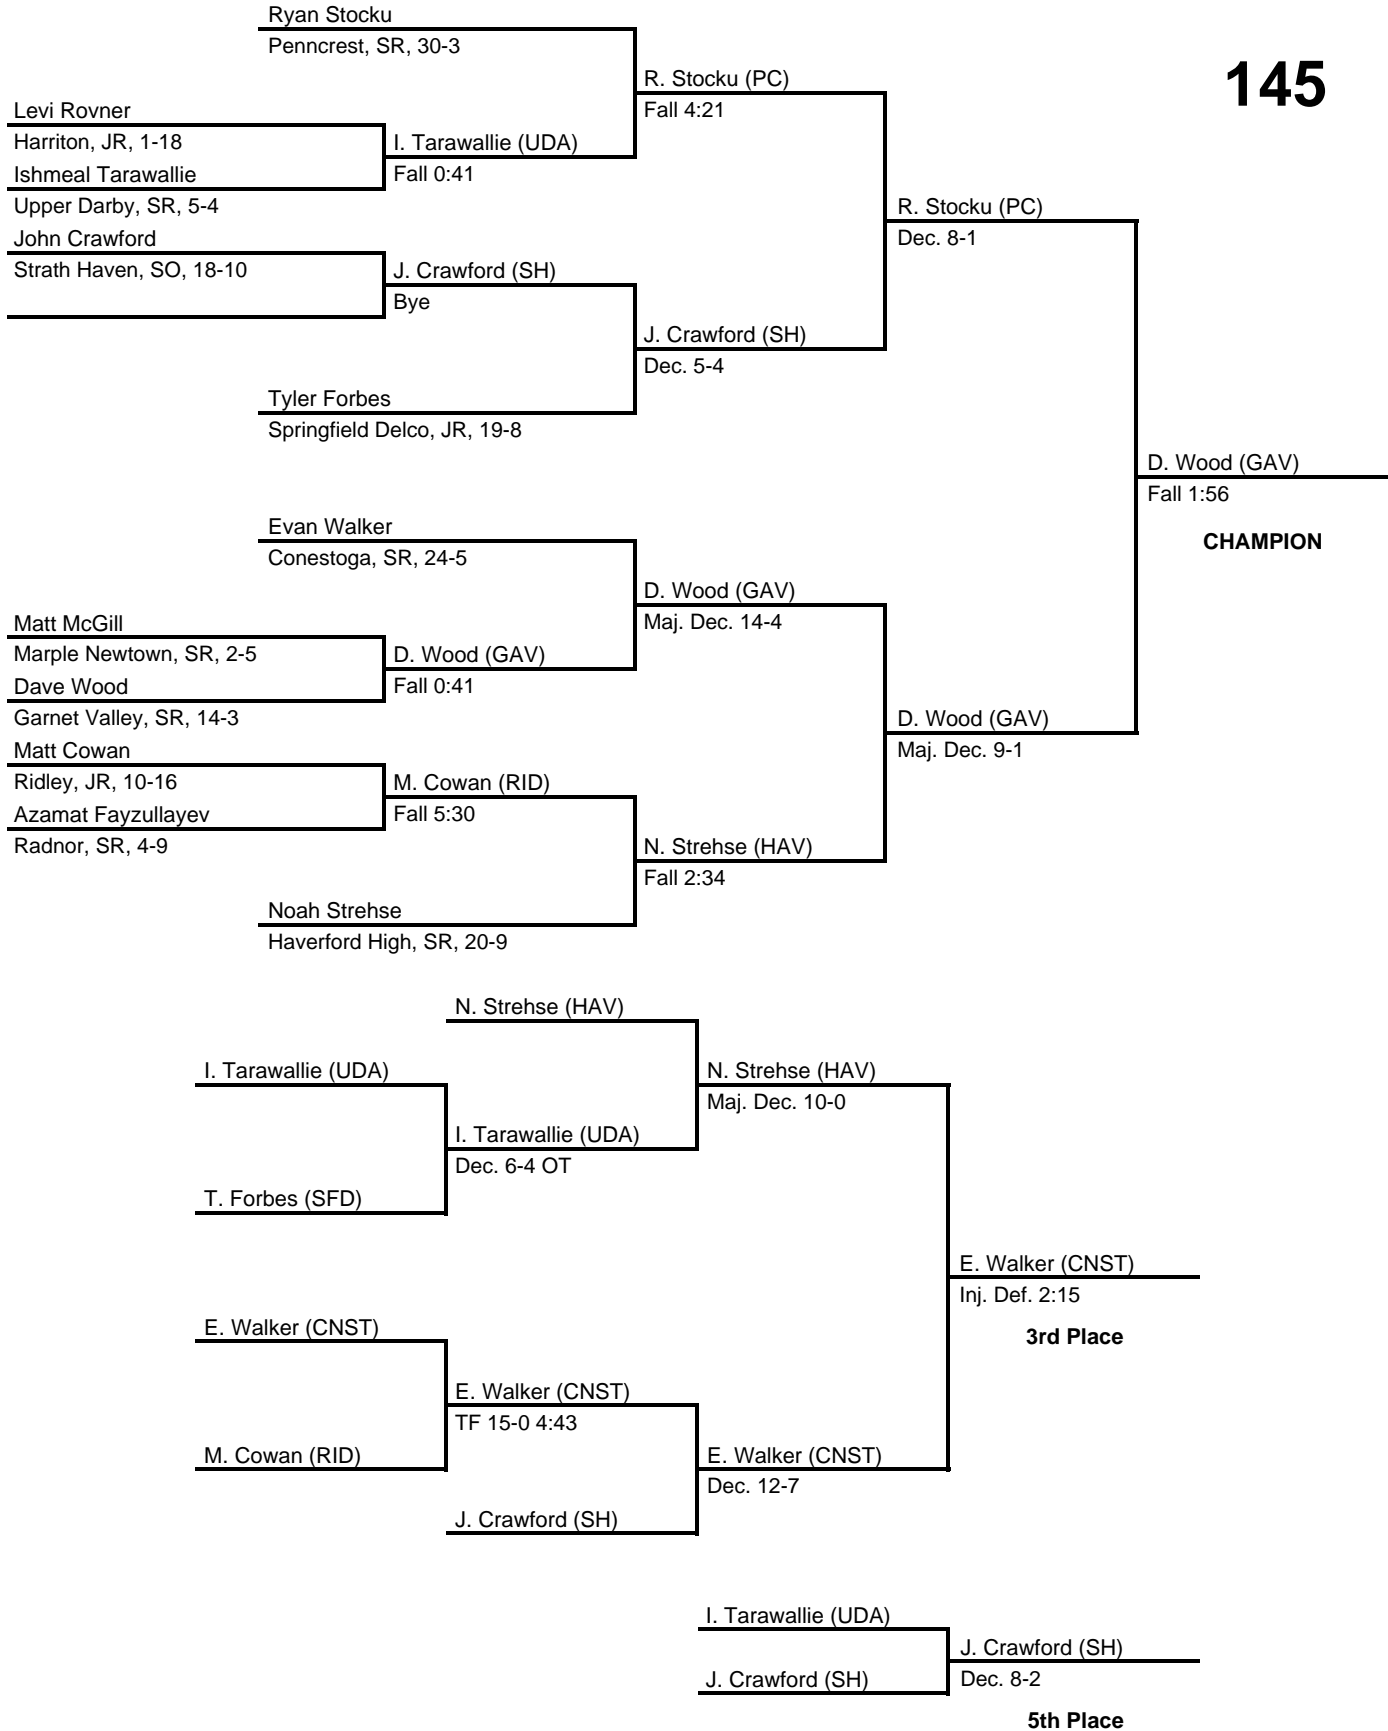 Ryan Stocku
Penncrest, SR, 30-3
145
R. Stocku (PC)
Fall 4:21
Levi Rovner
Harriton, JR, 1-18
I. Tarawallie (UDA)
Fall 0:41
Ishmeal Tarawallie
Upper Darby, SR, 5-4
R. Stocku (PC)
Dec. 8-1
John Crawford
Strath Haven, SO, 18-10
J. Crawford (SH)
Bye
J. Crawford (SH)
Dec. 5-4
Tyler Forbes
Springfield Delco, JR, 19-8
D. Wood (GAV)
Fall 1:56
CHAMPION
Evan Walker
Conestoga, SR, 24-5
D. Wood (GAV)
Maj. Dec. 14-4
Matt McGill
Marple Newtown, SR, 2-5
D. Wood (GAV)
Fall 0:41
Dave Wood
Garnet Valley, SR, 14-3
D. Wood (GAV)
Maj. Dec. 9-1
Matt Cowan
Ridley, JR, 10-16
M. Cowan (RID)
Fall 5:30
Azamat Fayzullayev
Radnor, SR, 4-9
N. Strehse (HAV)
Fall 2:34
Noah Strehse
Haverford High, SR, 20-9
N. Strehse (HAV)
I. Tarawallie (UDA)
N. Strehse (HAV)
Maj. Dec. 10-0
I. Tarawallie (UDA)
Dec. 6-4 OT
T. Forbes (SFD)
E. Walker (CNST)
Inj. Def. 2:15
3rd Place
E. Walker (CNST)
E. Walker (CNST)
TF 15-0 4:43
M. Cowan (RID)
E. Walker (CNST)
Dec. 12-7
J. Crawford (SH)
I. Tarawallie (UDA)
J. Crawford (SH)
Dec. 8-2
J. Crawford (SH)
5th Place